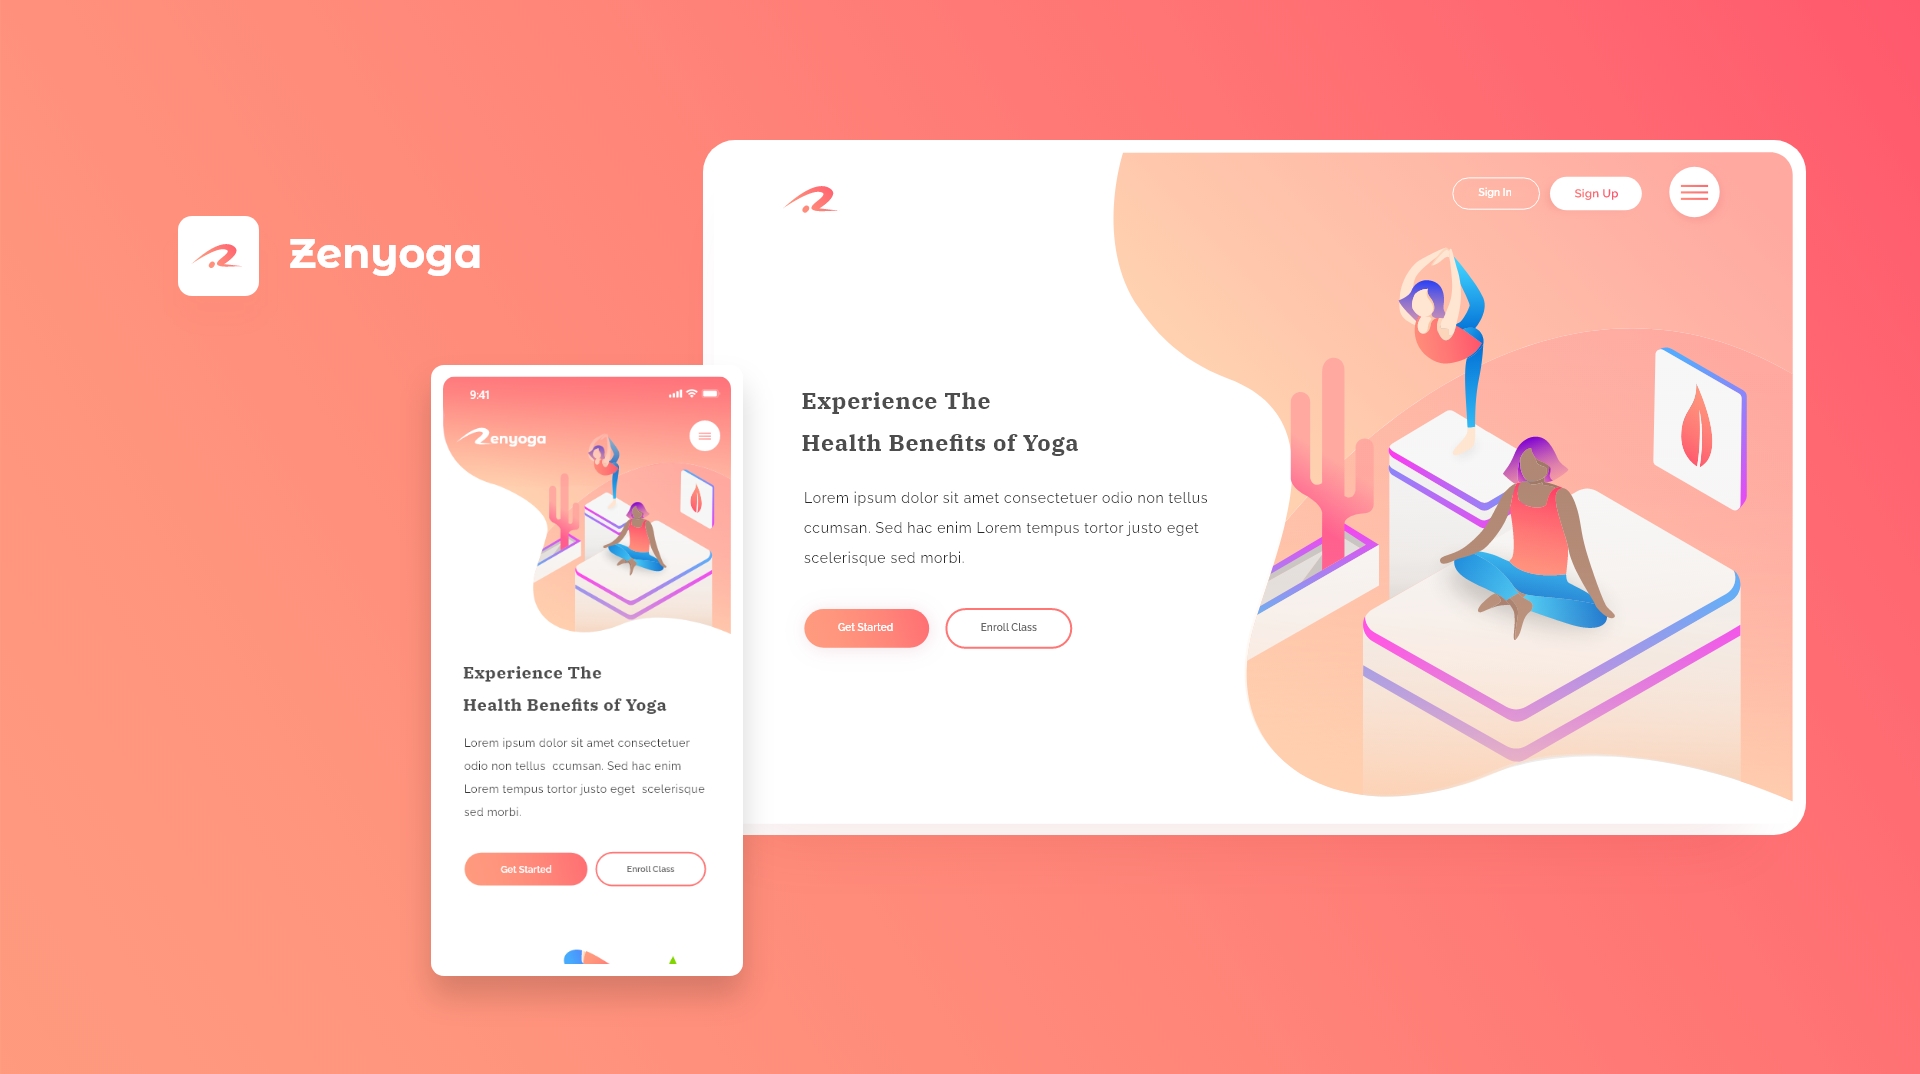 Zenyoga
Sign In
Sign Up
Experience The
Health Benefits of Yoga
Lorem ipsum dolor sit amet consectetuer odio non tellus
ccumsan. Sed hac enim Lorem tempus tortor justo eget
scelerisque sed morbi.
Get Started
Enroll Class
9:41
Zenyoga
Experience The
Health Benefits of Yoga
Lorem ipsum dolor sit amet consectetuer
odio non tellus ccumsan. Sed hac enim
Lorem tempus tortor justo eget scelerisque
sed morbi.
Get Started
Enroll Class